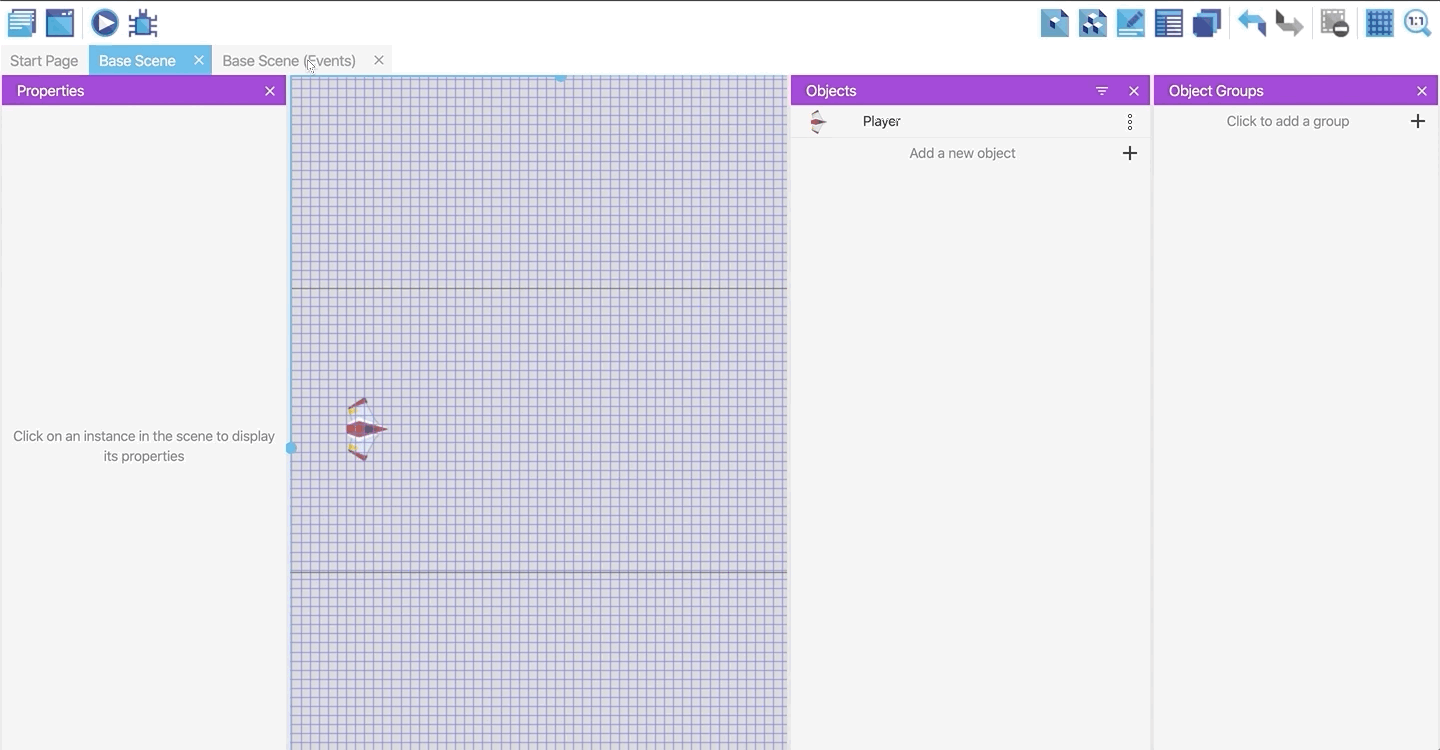 1:1
Start Page
Base Scene
Base Scene (Events)
Properties
Objects
Object Groups
Player
Click to add a group
Add a new object
Click on an instance in the scene to display
its properties